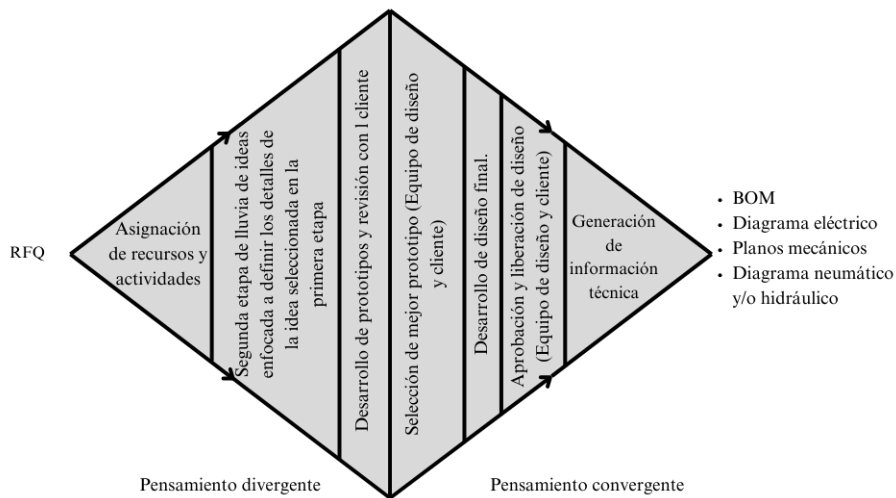 RFQ
Asignación
de recursos y
actividades
Segunda etapa de lluvia de ideas
enfocada a definir los detalles de
la idea seleccionada en la
primera etapa
Desarrollo de prototipos y revisión con l cliente
Selección de mejor prototipo (Equipo de diseño
y cliente)
Desarrollo de diseño final.
Aprobación y liberación de diseño
(Equipo de diseño y cliente)
Generación
de
información
técnica
• BOM
• Diagrama eléctrico
• Planos mecánicos
• Diagrama neumático
y/o hidráulico
Pensamiento divergente
Pensamiento convergente